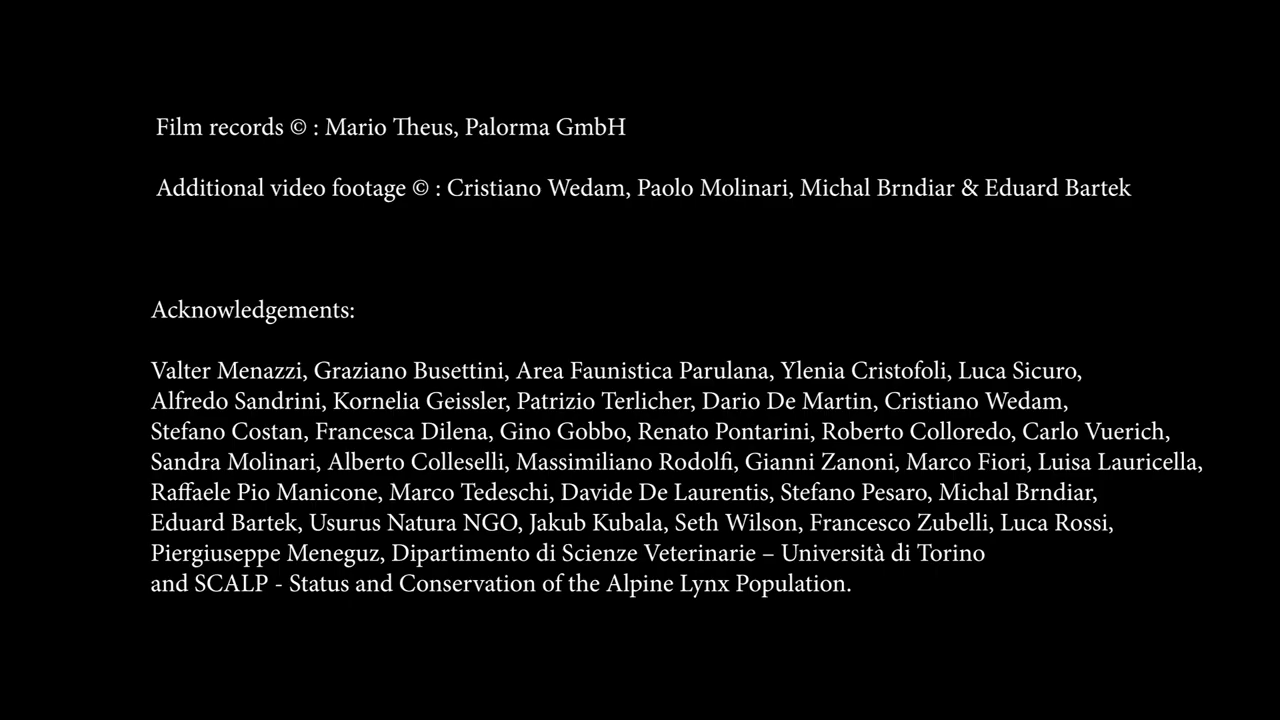 Film records © : Mario Theus, Palorma GmbH
Additional video footage © : Cristiano Wedam, Paolo Molinari, Michal Brndiar & Eduard Bartek
Acknowledgements:
Valter Menazzi, Graziano Busettini, Area Faunistica Parulana, Ylenia Cristofoli, Luca Sicuro,
Alfredo Sandrini, Kornelia Geissler, Patrizio Terlicher, Dario De Martin, Cristiano Wedam,
Stefano Costan, Francesca Dilena, Gino Gobbo, Renato Pontarini, Roberto Colloredo, Carlo Vuerich,
Sandra Molinari, Alberto Colleselli, Massimiliano Rodolfi, Gianni Zanoni, Marco Fiori, Luisa Lauricella,
Raffaele Pio Manicone, Marco Tedeschi, Davide De Laurentis, Stefano Pesaro, Michal Brndiar,
Eduard Bartek, Usurus Natura NGO, Jakub Kubala, Seth Wilson, Francesco Zubelli, Luca Rossi,
Piergiuseppe Meneguz, Dipartimento di Scienze Veterinarie – Università di Torino
and SCALP - Status and Conservation of the Alpine Lynx Population.